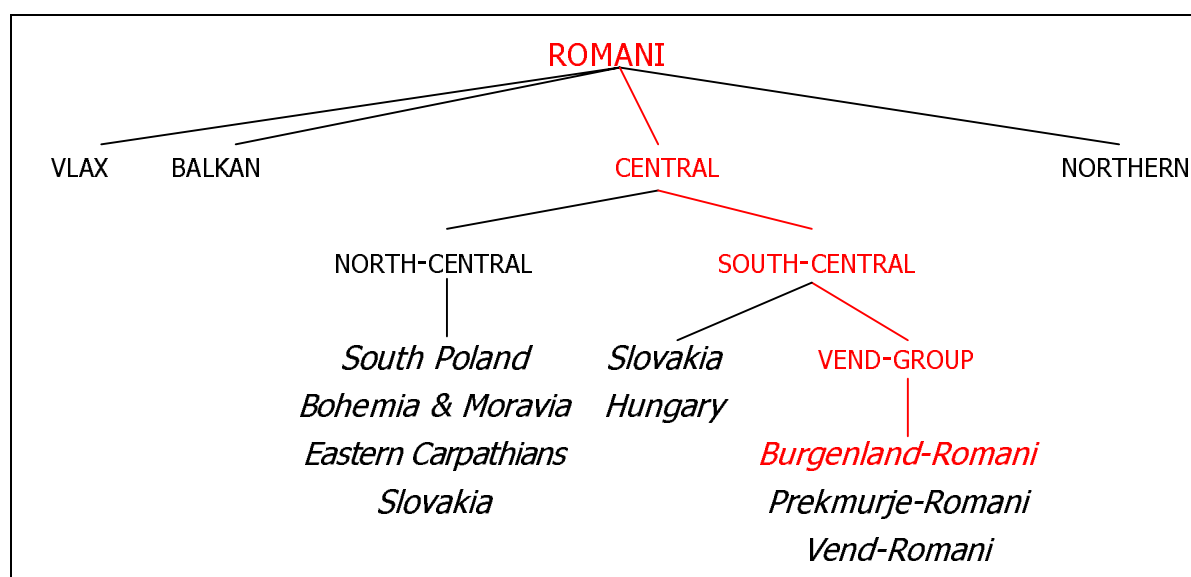 ROMANI
VLAX BALKAN CENTRAL NORTHERN
NORTH-CENTRAL SOUTH-CENTRAL
South Poland Slovakia VEND-GROUP
Bohemia & Moravia Hungary
Eastern Carpathians Burgenland-Romani
Slovakia Prekmurje-Romani
Vend-Romani